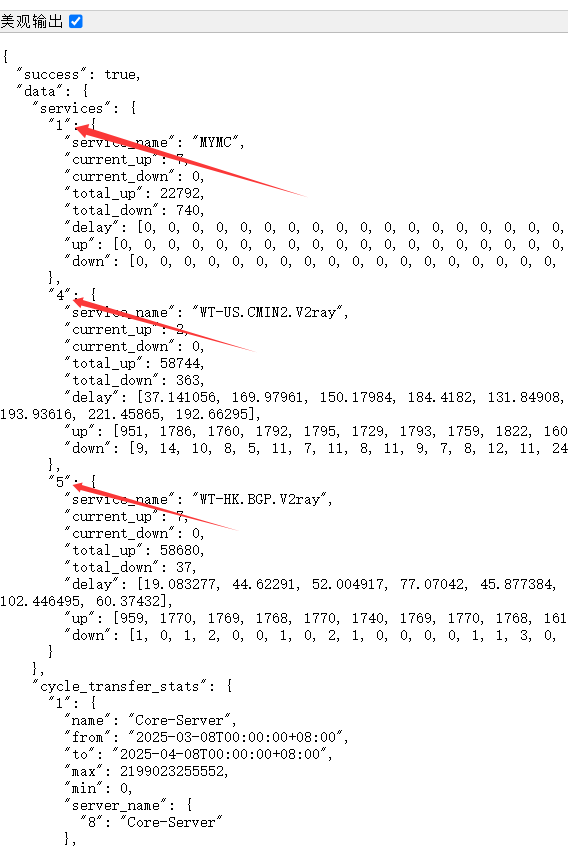 美观输出
{
"success": true,
"data": {
"services": {
"1": {
"service_name": "MYMC",
"current_up": 7,
"current_down": 0,
"total_up": 22792,
"total_down": 740,
"delay": [0, 0, 0, 0, 0, 0, 0, 0, 0, 0, 0, 0, 0, 0, 0, 0, 0, 0,
"up": [0, 0, 0, 0, 0, 0, 0, 0, 0, 0, 0, 0, 0, 0, 0, 0, 0, 0, 0,
"down": [0, 0, 0, 0, 0, 0, 0, 0, 0, 0, 0, 0, 0, 0, 0, 0, 0, 0,
},
"4": {
"service_name": "WT-US.CMIN2.V2ray",
"current_up": 2,
"current_down": 0,
"total_up": 58744,
"total_down": 363,
"delay": [37.141056, 169.97961, 150.17984, 184.4182, 131.84908,
193.93616, 221.45865, 192.66295],
"up": [951, 1786, 1760, 1792, 1795, 1729, 1793, 1759, 1822, 160
"down": [9, 14, 10, 8, 5, 11, 7, 11, 8, 11, 9, 7, 8, 12, 11, 24
},
"5": {
"service_name": "WT-HK.BGP.V2ray",
"current_up": 7,
"current_down": 0,
"total_up": 58680,
"total_down": 37,
"delay": [19.083277, 44.62291, 52.004917, 77.07042, 45.877384,
102.446495, 60.37432],
"up": [959, 1770, 1769, 1768, 1770, 1740, 1769, 1770, 1768, 161
"down": [1, 0, 1, 2, 0, 0, 1, 0, 2, 1, 0, 0, 0, 0, 1, 1, 3, 0,
}
},
"cycle_transfer_stats": {
"1": {
"name": "Core-Server",
"from": "2025-03-08T00:00:00+08:00",
"to": "2025-04-08T00:00:00+08:00",
"max": 2199023255552,
"min": 0,
"server_name": {
"8": "Core-Server"
},